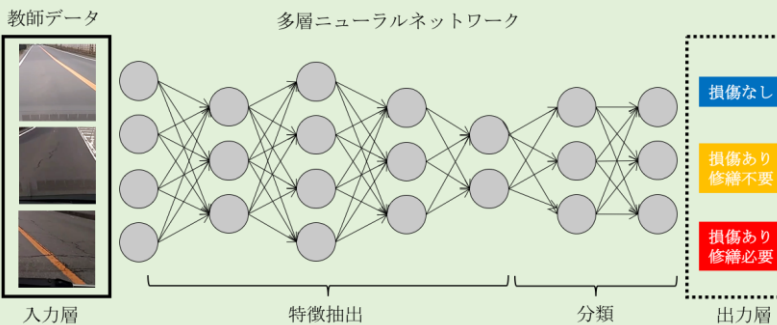 教師データ
多層ニューラルネットワーク
損傷なし
損傷あり
修繕不要
損傷あり
修繕必要
入力層
特徴抽出
分類
出力層